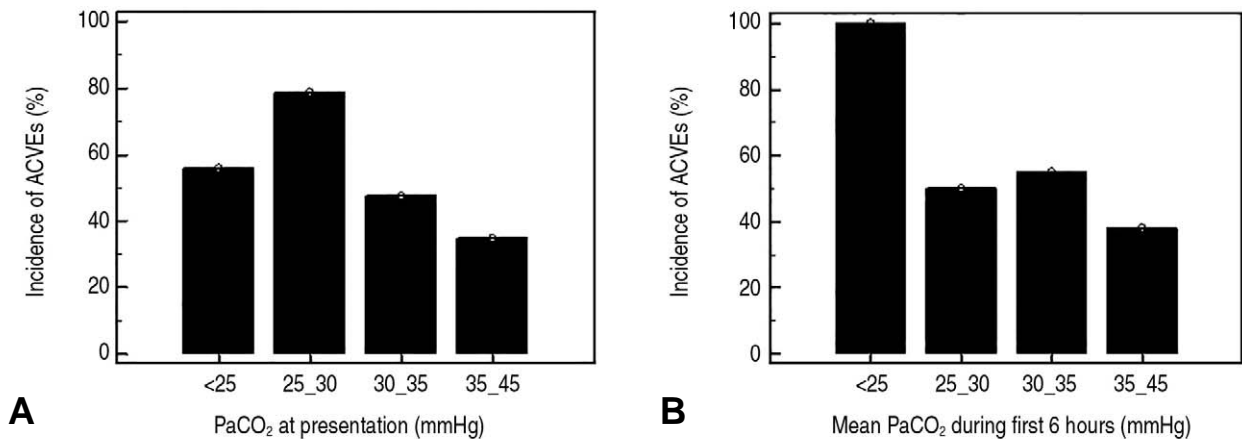 Incidence of ACVEs (%)
100
80
60
40
20
0
<25 25_30 30_35 35_45
PaCO₂ at presentation (mmHg)
A
Incidence of ACVEs (%)
100
80
60
40
20
0
<25 25_30 30_35 35_45
Mean PaCO₂ during first 6 hours (mmHg)
B